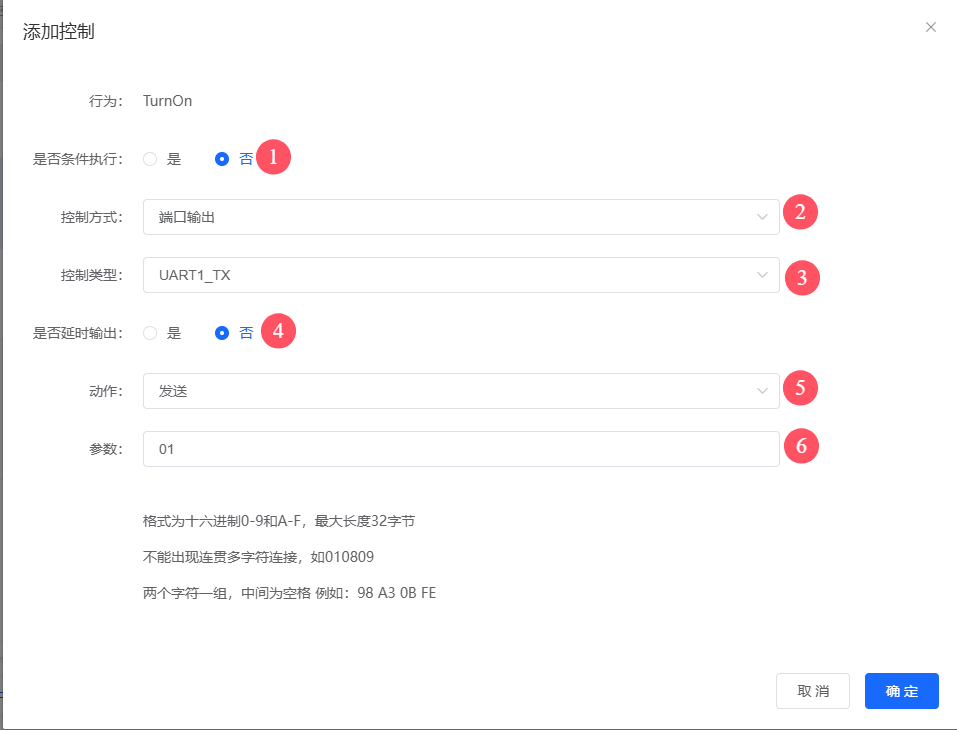 添加控制
行为： TurnOn
是否条件执行： 是 否 1
控制方式： 端口输出 2
控制类型： UART1_TX 3
是否延时输出： 是 否 4
动作： 发送 5
参数： 01 6
格式为十六进制0-9和A-F，最大长度32字节
不能出现连贯多字符连接，如010809
两个字符一组，中间为空格 例如：98 A3 0B FE
取 消 确 定